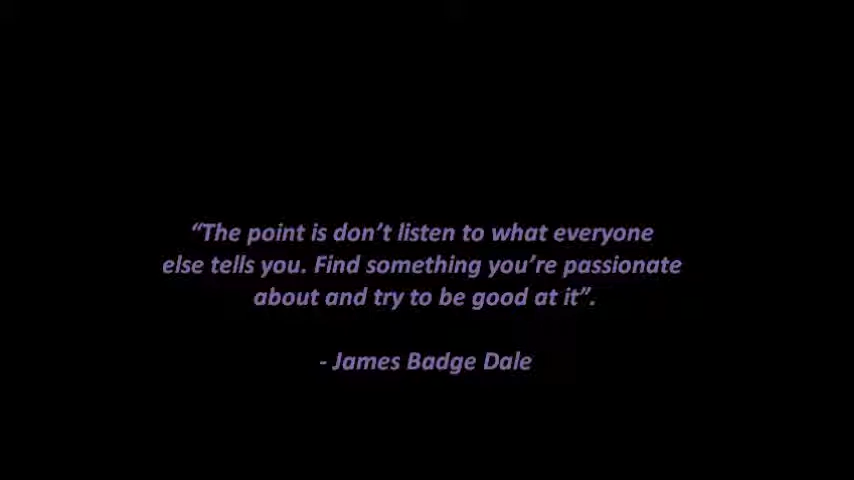 “The point is don’t listen to what everyone
else tells you. Find something you’re passionate
about and try to be good at it”.
- James Badge Dale